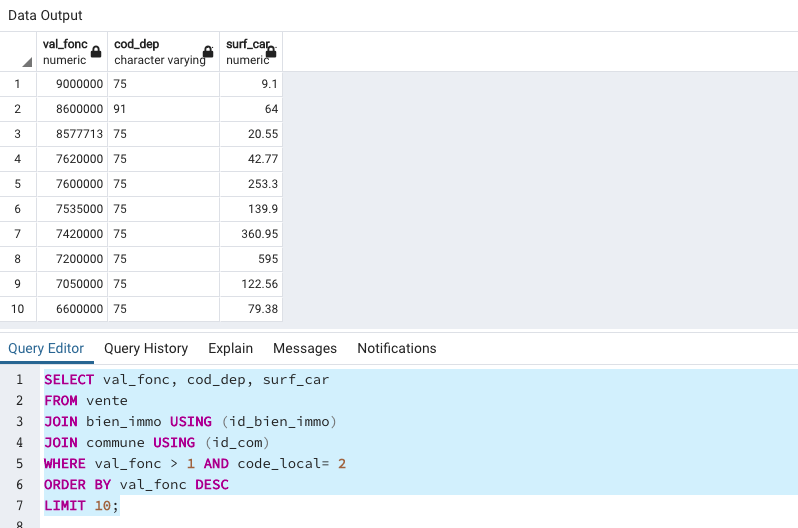 Data Output
val_fonc cod_dep surf_car
numeric character varying numeric
1 9000000 75 9.1
2 8600000 91 64
3 8577713 75 20.55
4 7620000 75 42.77
5 7600000 75 253.3
6 7535000 75 139.9
7 7420000 75 360.95
8 7200000 75 595
9 7050000 75 122.56
10 6600000 75 79.38
Query Editor Query History Explain Messages Notifications
1 SELECT val_fonc, cod_dep, surf_car
2 FROM vente
3 JOIN bien_immo USING (id_bien_immo)
4 JOIN commune USING (id_com)
5 WHERE val_fonc > 1 AND code_local= 2
6 ORDER BY val_fonc DESC
7 LIMIT 10;
8